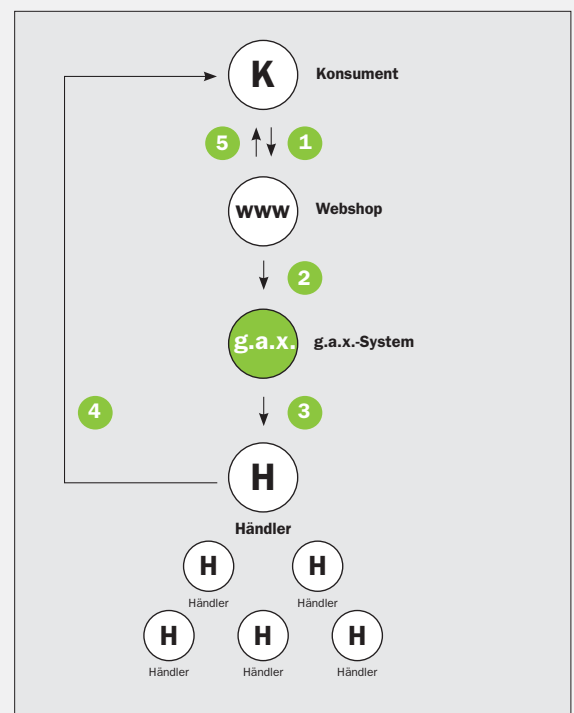 K Konsument
5 1
www Webshop
2
g.a.x. g.a.x.-System
4 3
H
Händler
H H
Händler Händler
H H H
Händler Händler Händler